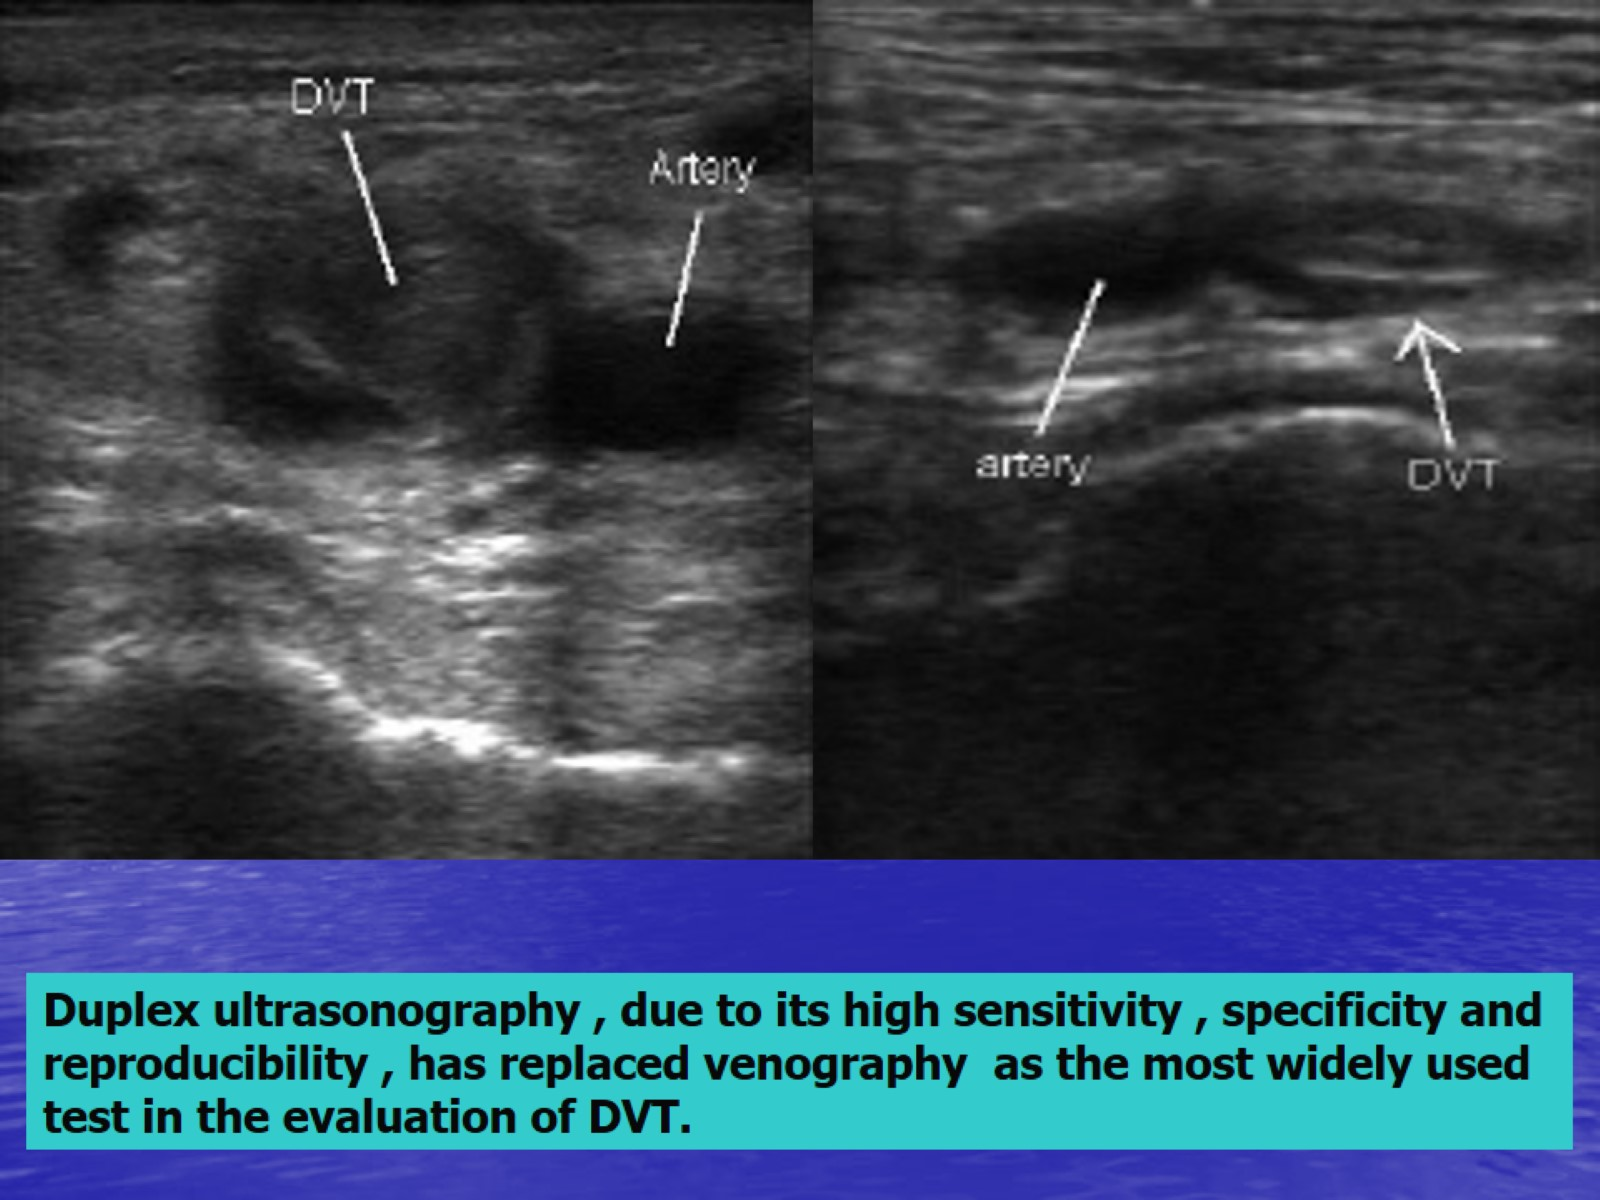 DVT
Artery
artery
DVT
Duplex ultrasonography , due to its high sensitivity , specificity and
reproducibility , has replaced venography  as the most widely used
test in the evaluation of DVT.